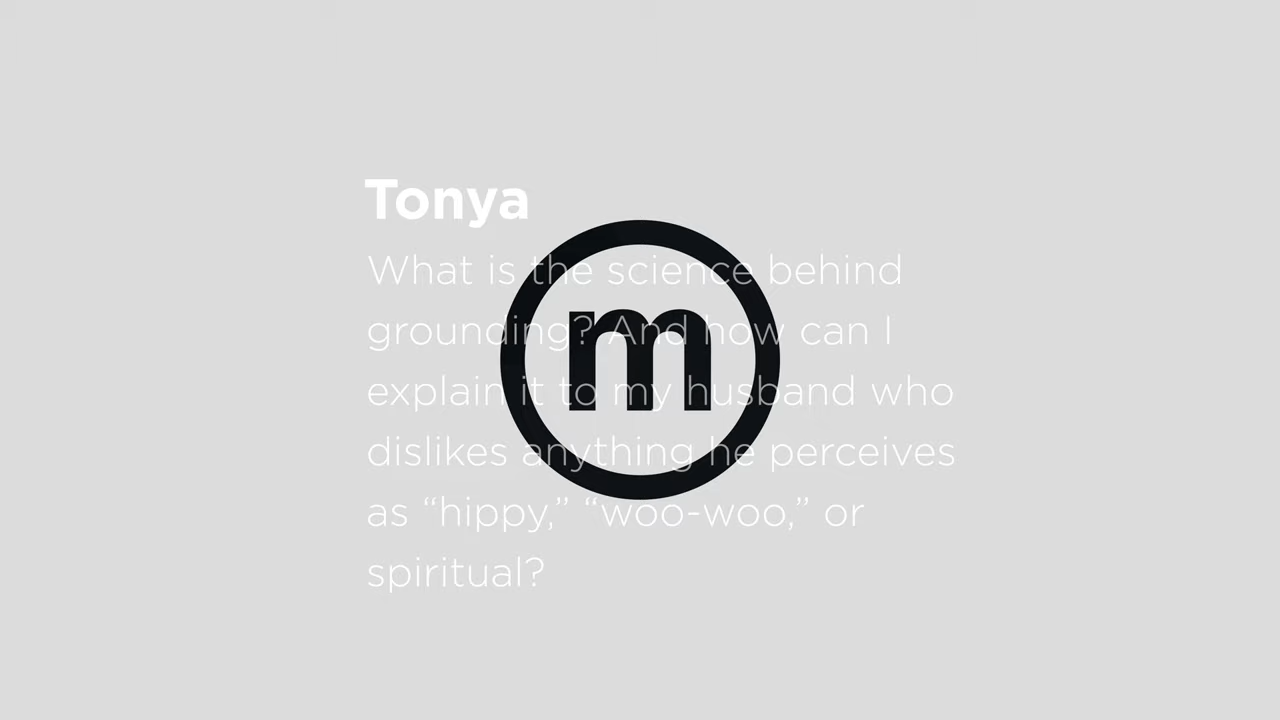 Tonya
What is the science behind
grounding? And how can I
explain it to my husband who
dislikes anything he perceives
as “hippy,” “woo-woo,” or
spiritual?
m